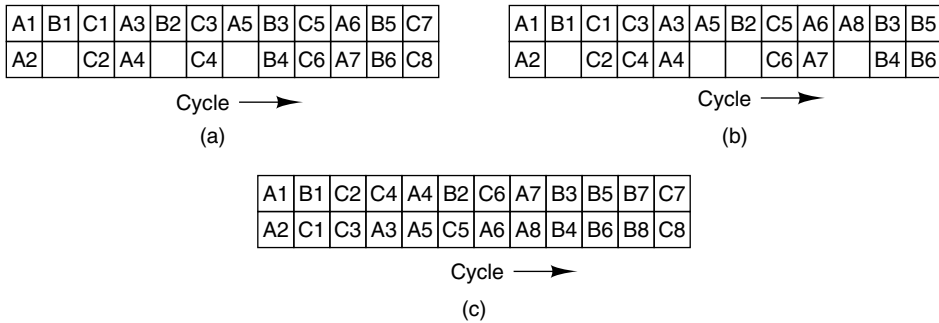 A1 B1 C1 A3 B2 C3 A5 B3 C5 A6 B5 C7
A2 C2 A4 C4 B4 C6 A7 B6 C8
Cycle
(a)
A1 B1 C1 C3 A3 A5 B2 C5 A6 A8 B3 B5
A2 C2 C4 A4 C6 A7 B4 B6
Cycle
(b)
A1 B1 C2 C4 A4 B2 C6 A7 B3 B5 B7 C7
A2 C1 C3 A3 A5 C5 A6 A8 B4 B6 B8 C8
Cycle
(c)